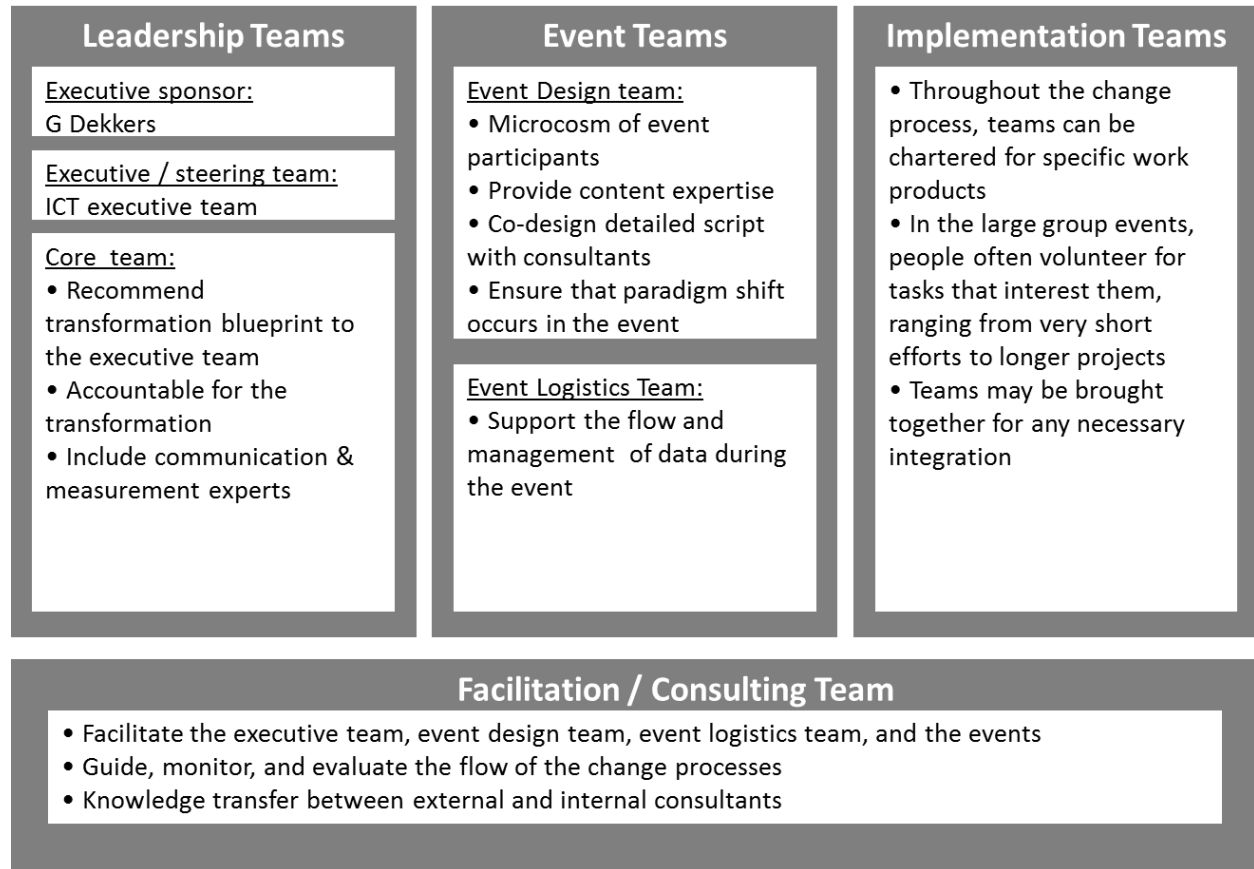 Leadership Teams
Executive sponsor:
G Dekkers
Executive / steering team:
ICT executive team
Core  team:
• Recommend
transformation blueprint to
the executive team
• Accountable for the
transformation
• Include communication &
measurement experts
Event Teams
Event Design team:
• Microcosm of event
participants
• Provide content expertise
• Co-design detailed script
with consultants
• Ensure that paradigm shift
occurs in the event
Event Logistics Team:
• Support the flow and
management  of data during
the event
Implementation Teams
• Throughout the change
process, teams can be
chartered for specific work
products
• In the large group events,
people often volunteer for
tasks that interest them,
ranging from very short
efforts to longer projects
• Teams may be brought
together for any necessary
integration
Facilitation / Consulting Team
• Facilitate the executive team, event design team, event logistics team, and the events
• Guide, monitor, and evaluate the flow of the change processes
• Knowledge transfer between external and internal consultants